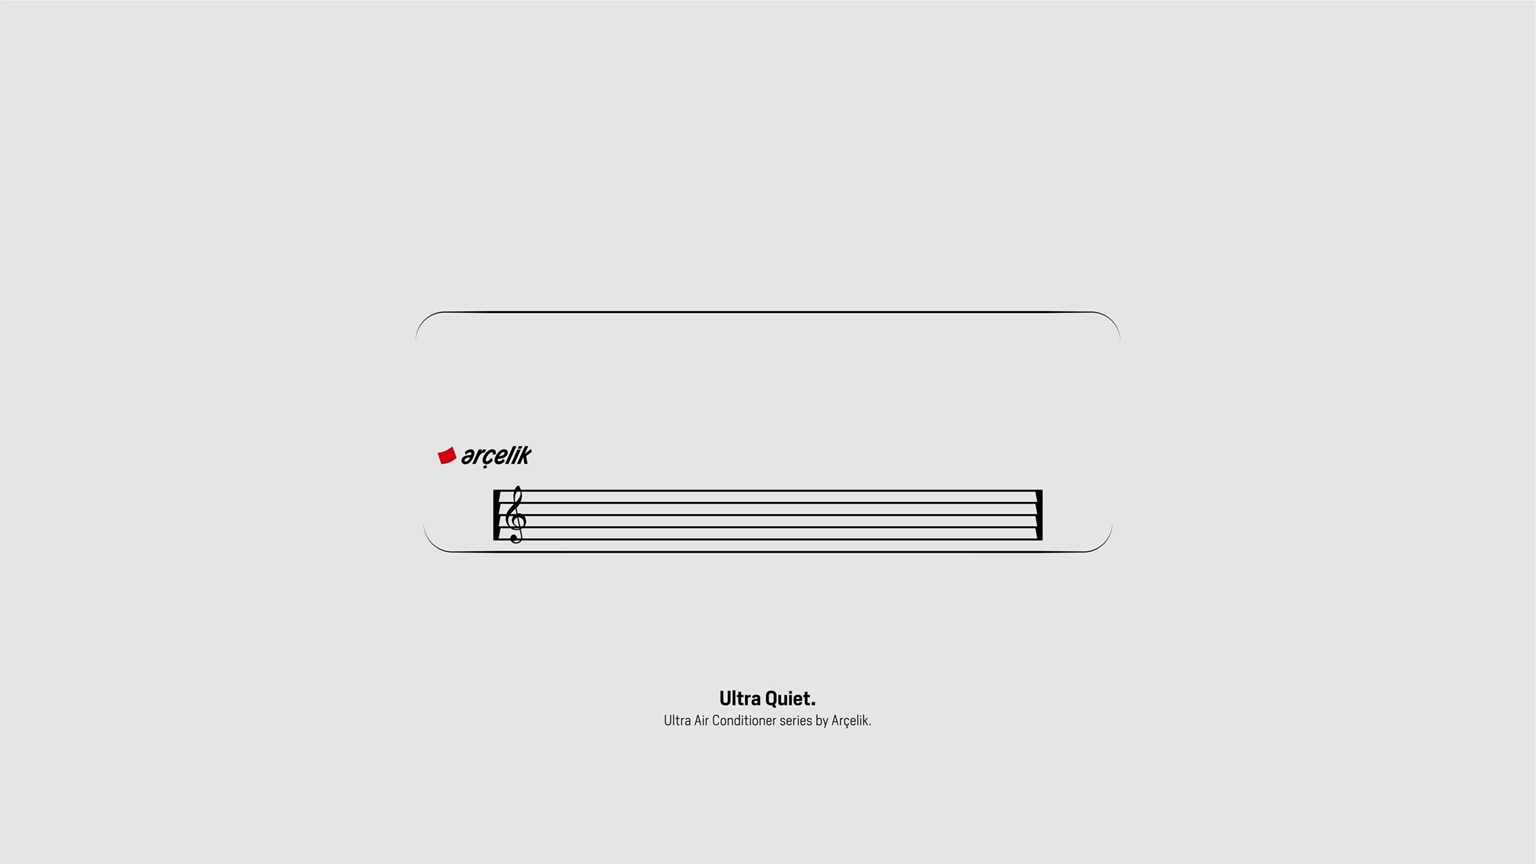 arçelik
Ultra Quiet.
Ultra Air Conditioner series by Arçelik.